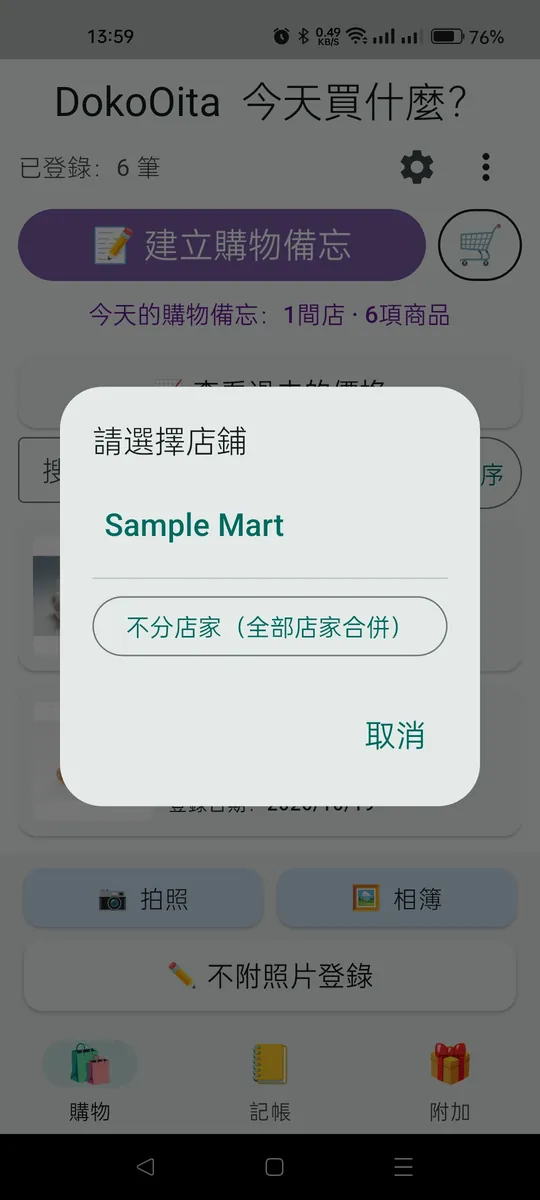 13:59
0.49 KB/S
76%
DokoOita 今天買什麼?
已登錄：6 筆
建立購物備忘
今天的購物備忘：1間店 · 6項商品
請選擇店鋪
序
Sample Mart
不分店家（全部店家合併）
取消
拍照
相簿
不附照片登錄
購物
記帳
附加